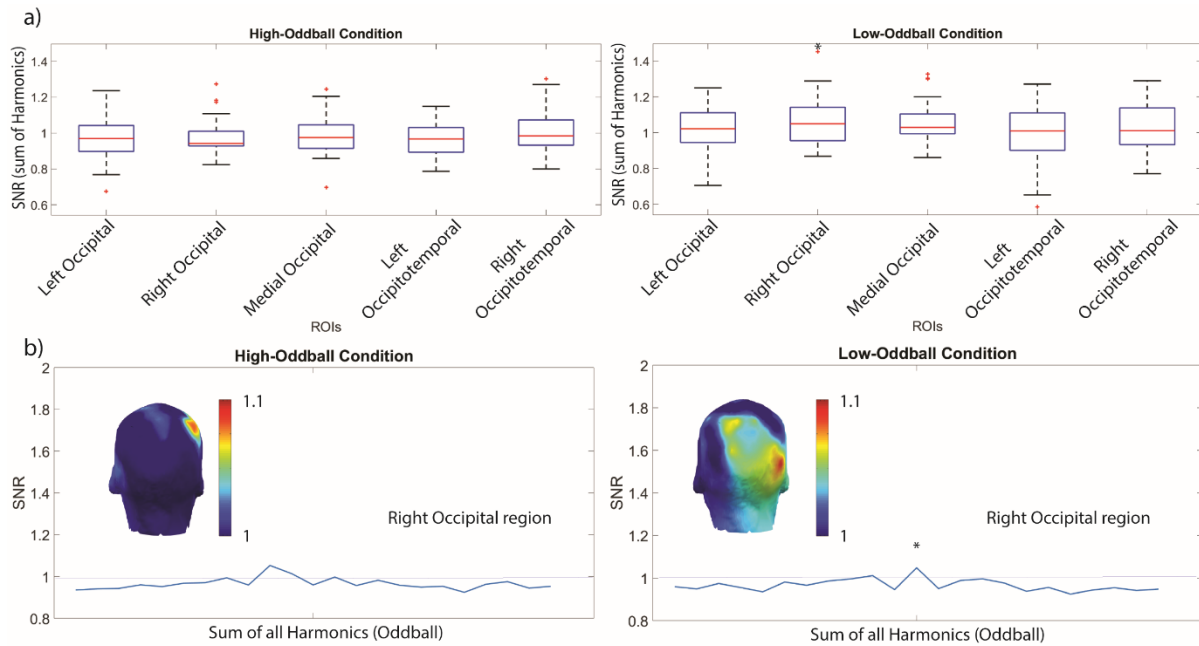 a)
High-Oddball Condition
SNR (sum of Harmonics)
1.4
1.2
1
0.8
0.6
Left Occipital
Right Occipital
Medial Occipital
Left
Occipitotemporal
Right
Occipitotemporal
ROIs
Low-Oddball Condition
SNR (sum of Harmonics)
*
1.4
1.2
1
0.8
0.6
Left Occipital
Right Occipital
Medial Occipital
Left
Occipitotemporal
Right
Occipitotemporal
ROIs
b)
High-Oddball Condition
SNR
2
1.8
1.6
1.4
1.2
1
0.8
1.1
1
Right Occipital region
Sum of all Harmonics (Oddball)
Low-Oddball Condition
SNR
2
1.8
1.6
1.4
1.2
1
0.8
1.1
1
Right Occipital region
*
Sum of all Harmonics (Oddball)